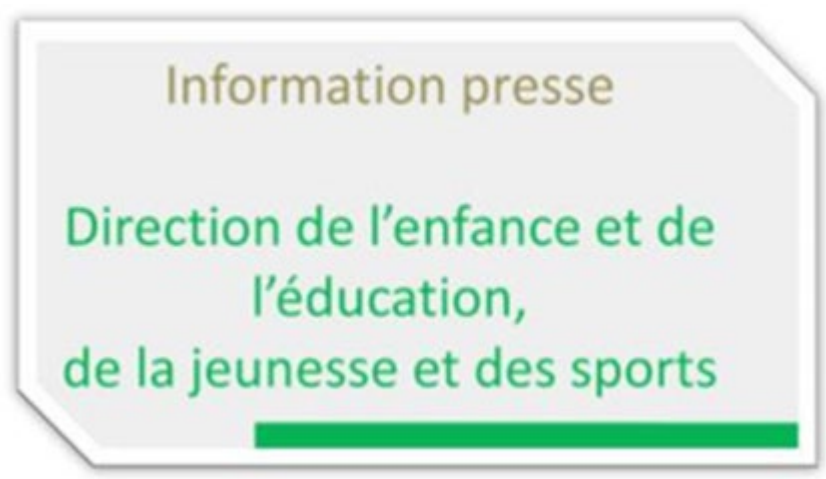 Information presse
Direction de l'enfance et de
l'éducation,
de la jeunesse et des sports